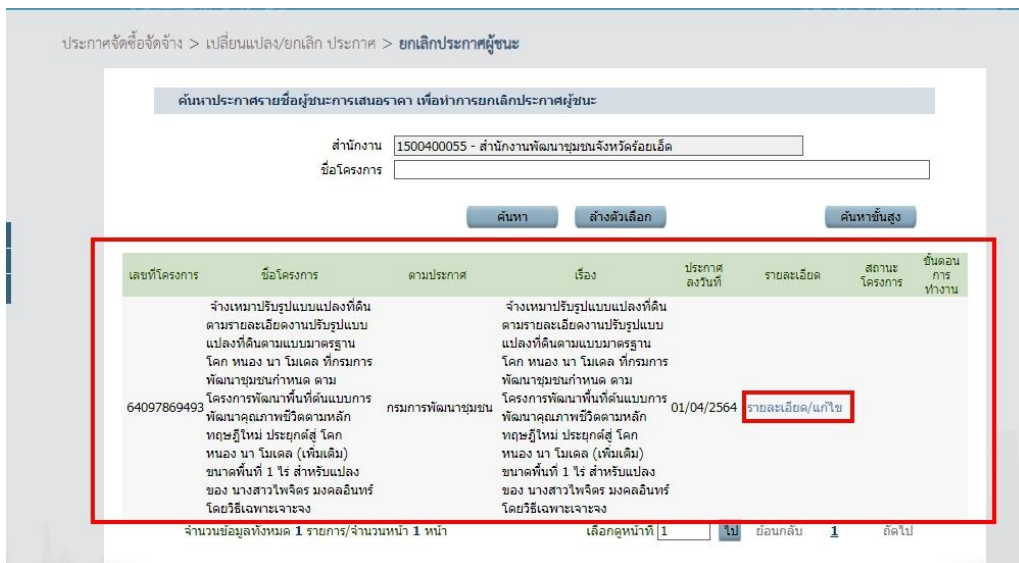 ประกาศจัดซื้อจัดจ้าง > เปลี่ยนแปลง/ยกเลิก ประกาศ > ยกเลิกประกาศผู้ชนะ
ค้นหาประกาศรายชื่อผู้ชนะการเสนอราคา เพื่อทำการยกเลิกประกาศผู้ชนะ
สำนักงาน 1500400055 - สำนักงานพัฒนาชุมชนจังหวัดร้อยเอ็ด
ชื่อโครงการ
ค้นหา ล้างตัวเลือก ค้นหาขั้นสูง
เลขที่โครงการ ชื่อโครงการ ตามประกาศ เรื่อง ประกาศ ลงวันที่ รายละเอียด สถานะ โครงการ ขั้นตอน การ ทำงาน
64097869493
จ้างเหมาปรับรูปแบบแปลงที่ดิน
ตามรายละเอียดงานปรับรูปแบบ
แปลงที่ดินตามแบบมาตรฐาน
โคก หนอง นา โมเดล ที่กรมการ
พัฒนาชุมชนกำหนด ตาม
โครงการพัฒนาพื้นที่ต้นแบบการ
พัฒนาคุณภาพชีวิตตามหลัก
ทฤษฎีใหม่ ประยุกต์สู่ โคก
หนอง นา โมเดล (เพิ่มเติม)
ขนาดพื้นที่ 1 ไร่ สำหรับแปลง
ของ นางสาวไพจิตร มงคลอินทร์
โดยวิธีเฉพาะเจาะจง
กรมการพัฒนาชุมชน
จ้างเหมาปรับรูปแบบแปลงที่ดิน
ตามรายละเอียดงานปรับรูปแบบ
แปลงที่ดินตามแบบมาตรฐาน
โคก หนอง นา โมเดล ที่กรมการ
พัฒนาชุมชนกำหนด ตาม
โครงการพัฒนาพื้นที่ต้นแบบการ
พัฒนาคุณภาพชีวิตตามหลัก
ทฤษฎีใหม่ ประยุกต์สู่ โคก
หนอง นา โมเดล (เพิ่มเติม)
ขนาดพื้นที่ 1 ไร่ สำหรับแปลง
ของ นางสาวไพจิตร มงคลอินทร์
โดยวิธีเฉพาะเจาะจง
01/04/2564
รายละเอียด/แก้ไข
จำนวนข้อมูลทั้งหมด 1 รายการ/จำนวนหน้า 1 หน้า เลือกดูหน้าที่ 1 ไป ย้อนกลับ 1 ถัดไป